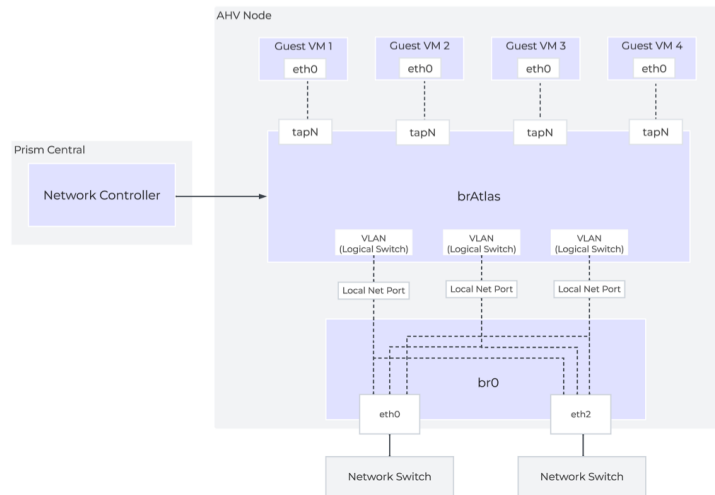 AHV Node
Guest VM 1
Guest VM 2
Guest VM 3
Guest VM 4
eth0
eth0
eth0
eth0
tapN
tapN
tapN
tapN
Prism Central
Network Controller
brAtlas
VLAN
(Logical Switch)
VLAN
(Logical Switch)
VLAN
(Logical Switch)
Local Net Port
Local Net Port
Local Net Port
br0
eth0
eth2
Network Switch
Network Switch